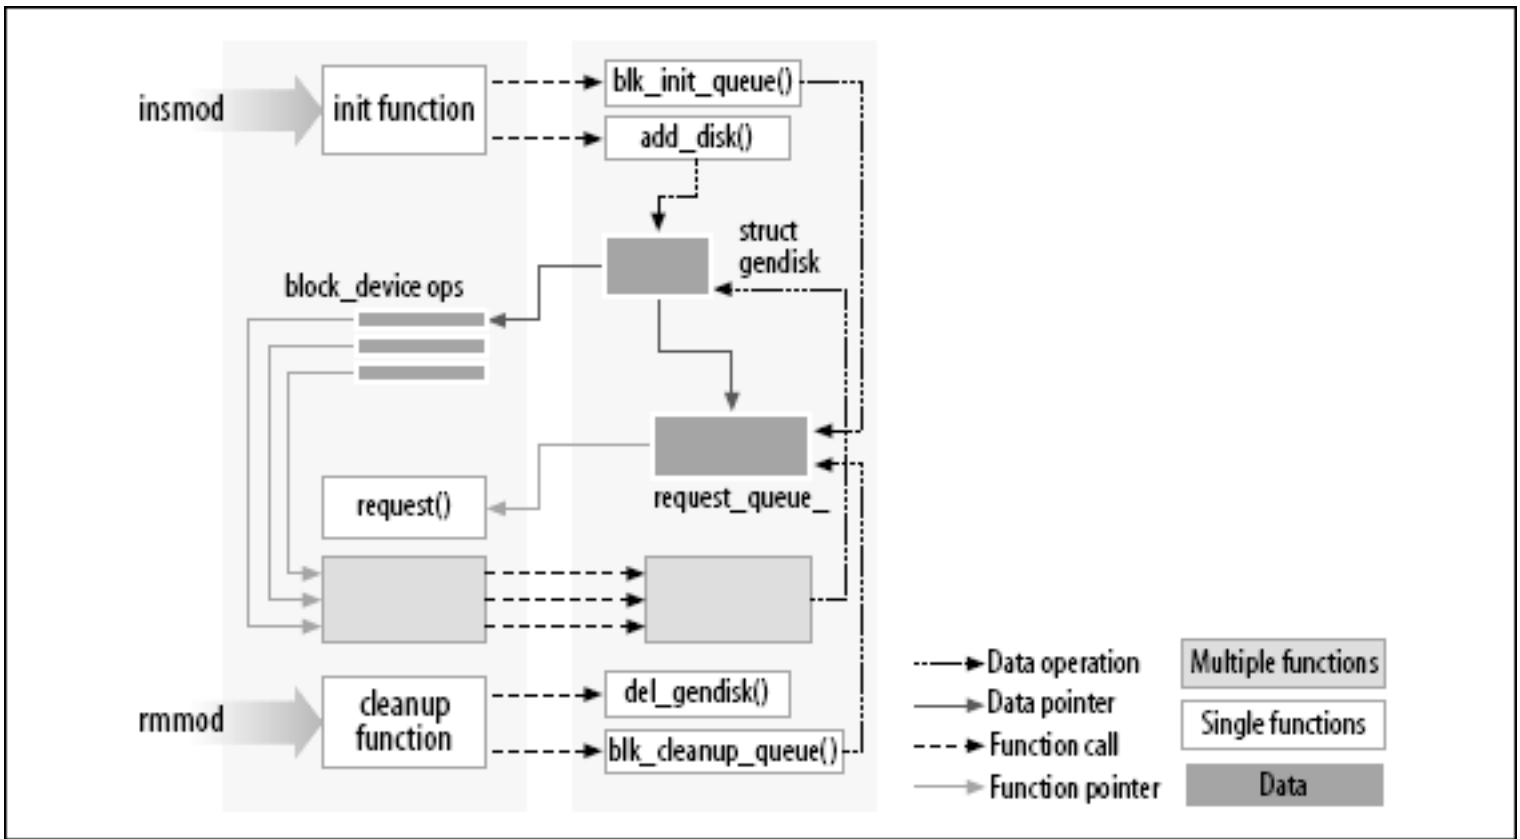 insmod
init function
blk_init_queue()
add_disk()
struct
gendisk
block_device ops
request_queue_
request()
rmmod
cleanup
function
del_gendisk()
blk_cleanup_queue()
Data operation
Data pointer
Function call
Function pointer
Multiple functions
Single functions
Data